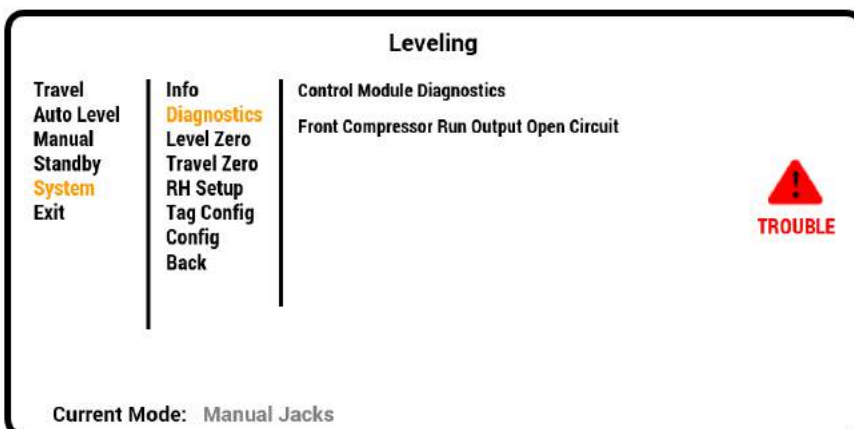 Leveling
Travel
Auto Level
Manual
Standby
System
Exit
Info
Diagnostics
Level Zero
Travel Zero
RH Setup
Tag Config
Config
Back
Control Module Diagnostics
Front Compressor Run Output Open Circuit
!
TROUBLE
Current Mode: Manual Jacks